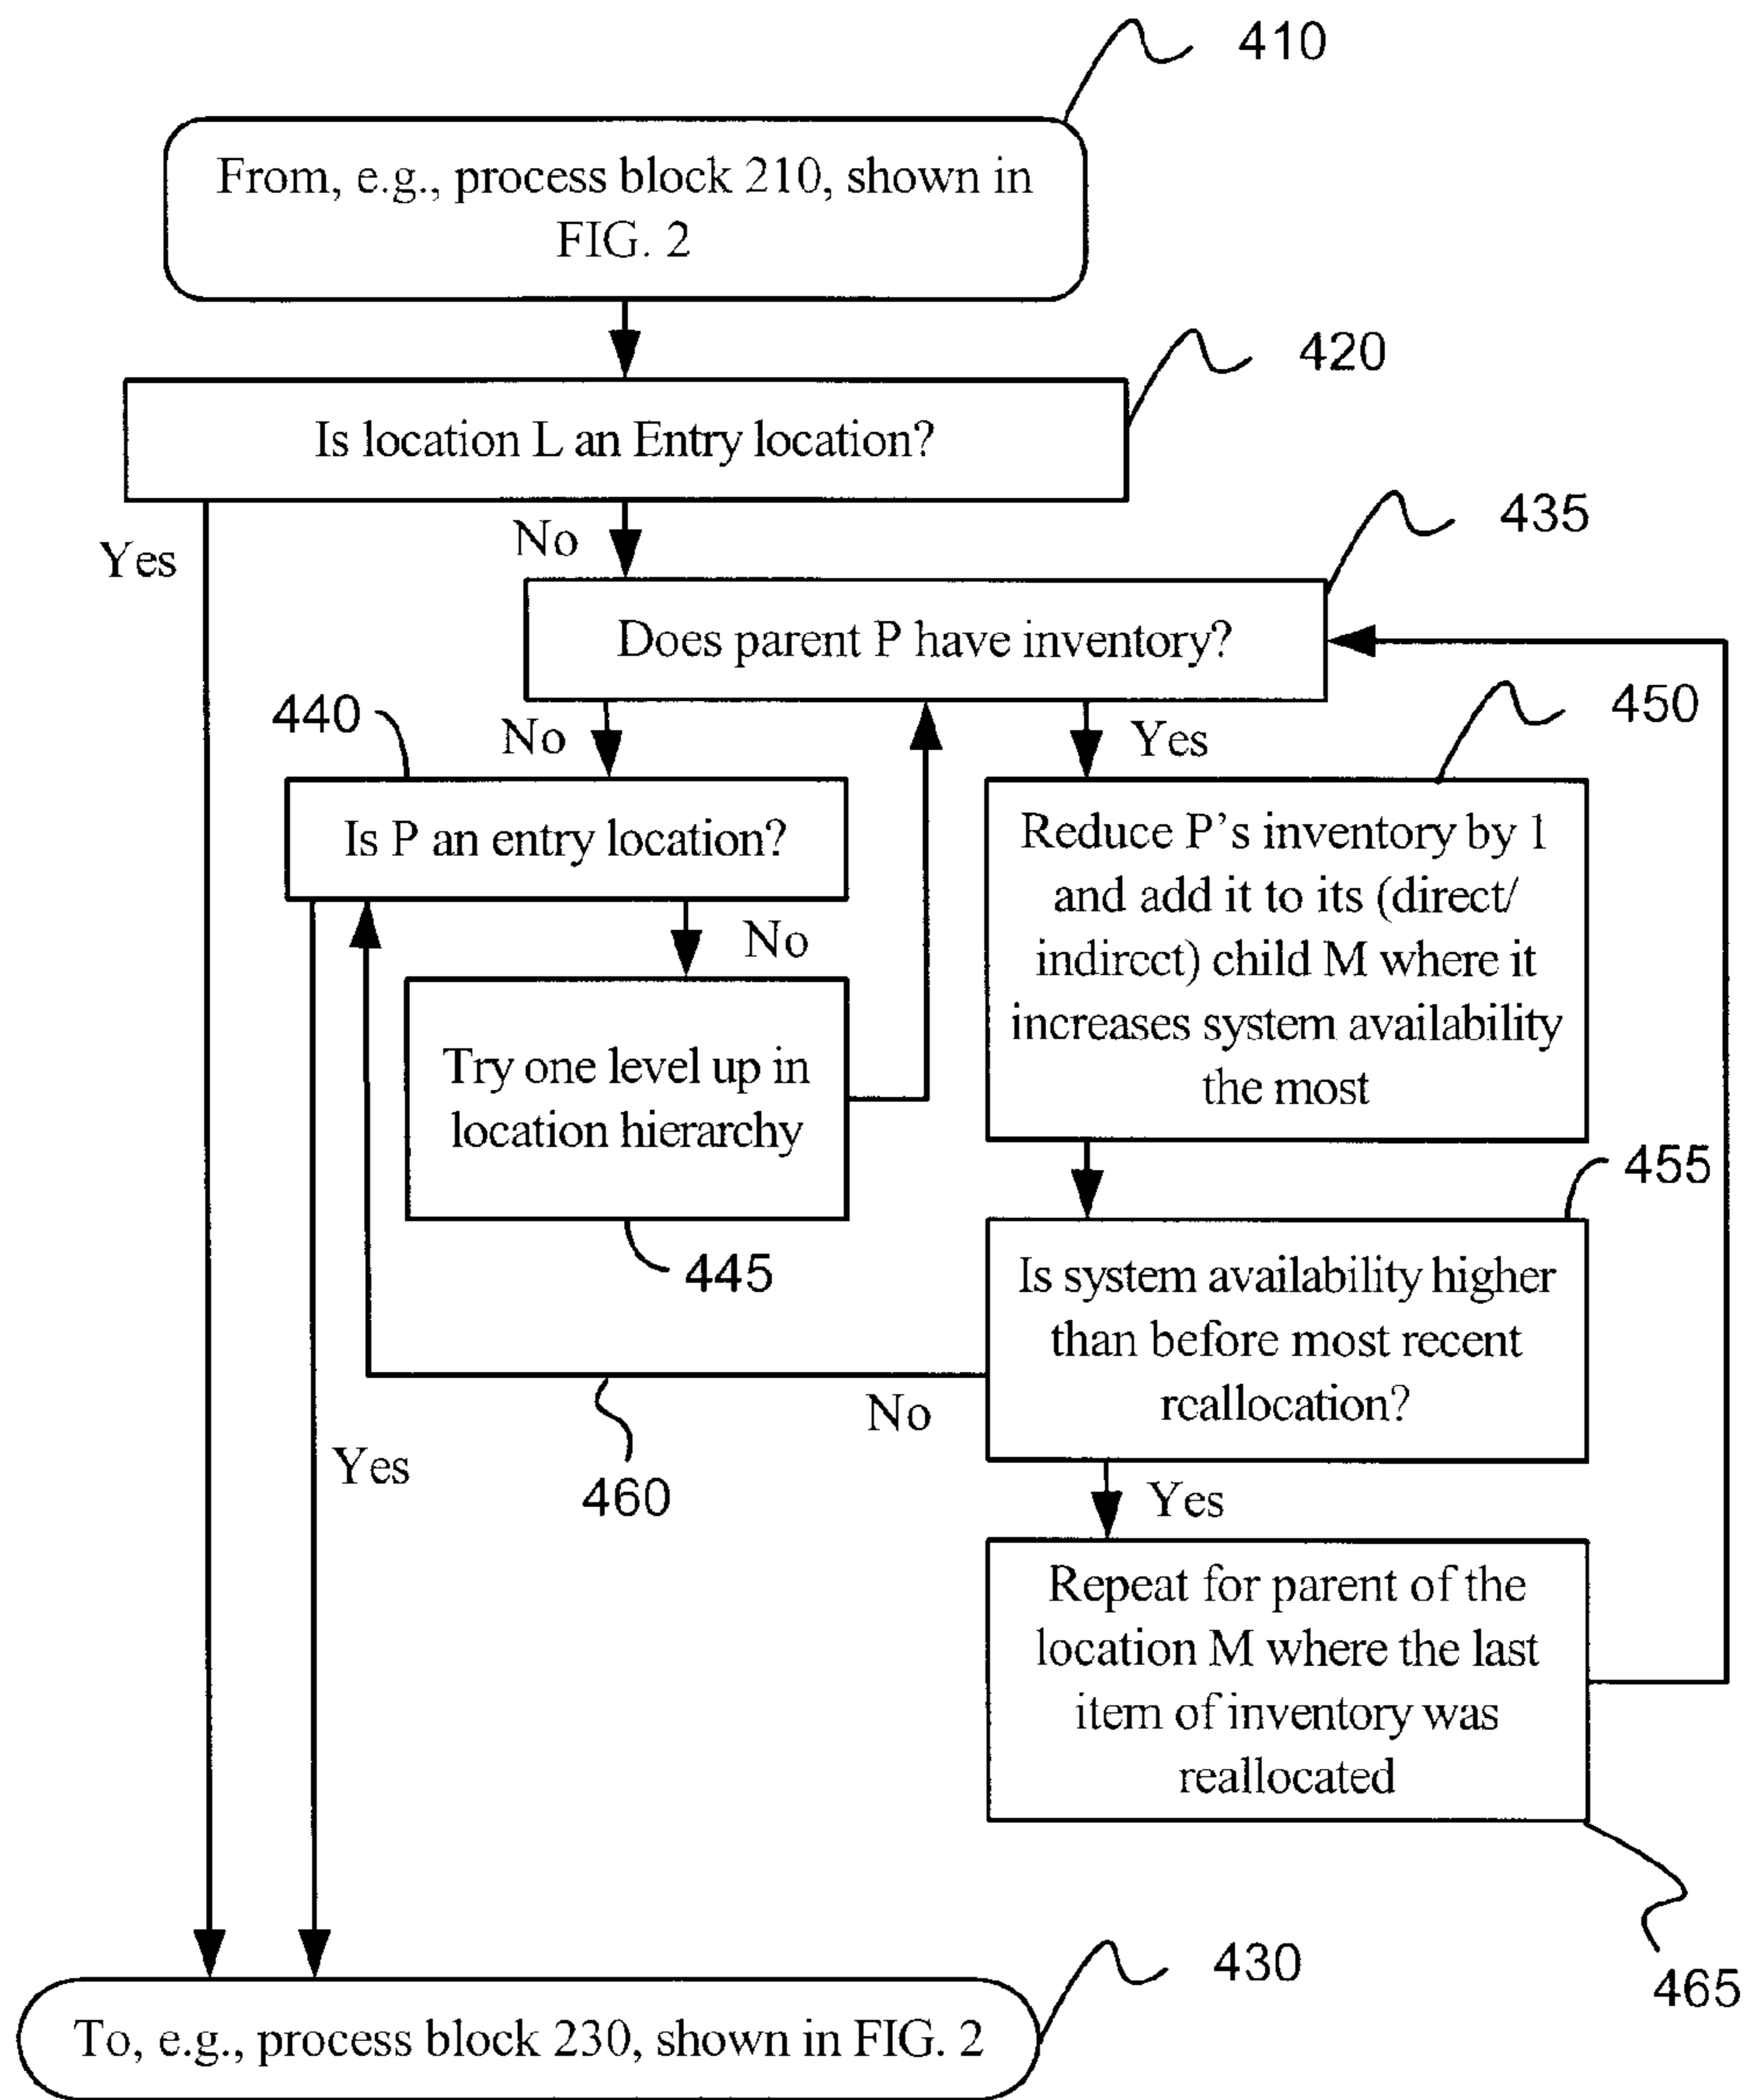 410
From, e.g., process block 210, shown in
FIG. 2
420
Is location L an Entry location?
Yes
No
435
Does parent P have inventory?
440
No
Yes
450
Is P an entry location?
No
Reduce P's inventory by 1
and add it to its (direct/
indirect) child M where it
increases system availability
the most
Try one level up in
location hierarchy
445
455
Is system availability higher
than before most recent
reallocation?
No
460
Yes
Yes
Repeat for parent of the
location M where the last
item of inventory was
reallocated
465
430
To, e.g., process block 230, shown in FIG. 2